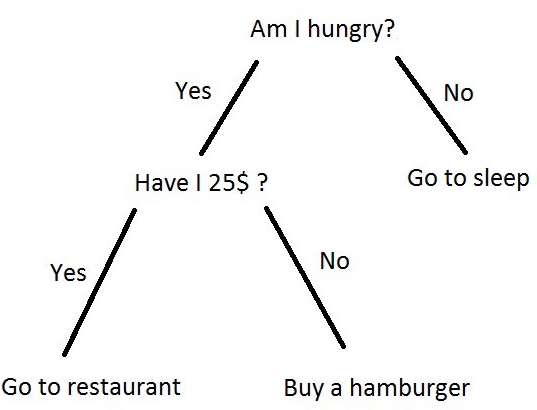 Am I hungry?
Yes
No
Have I 25$ ?
Go to sleep
Yes
No
Go to restaurant
Buy a hamburger